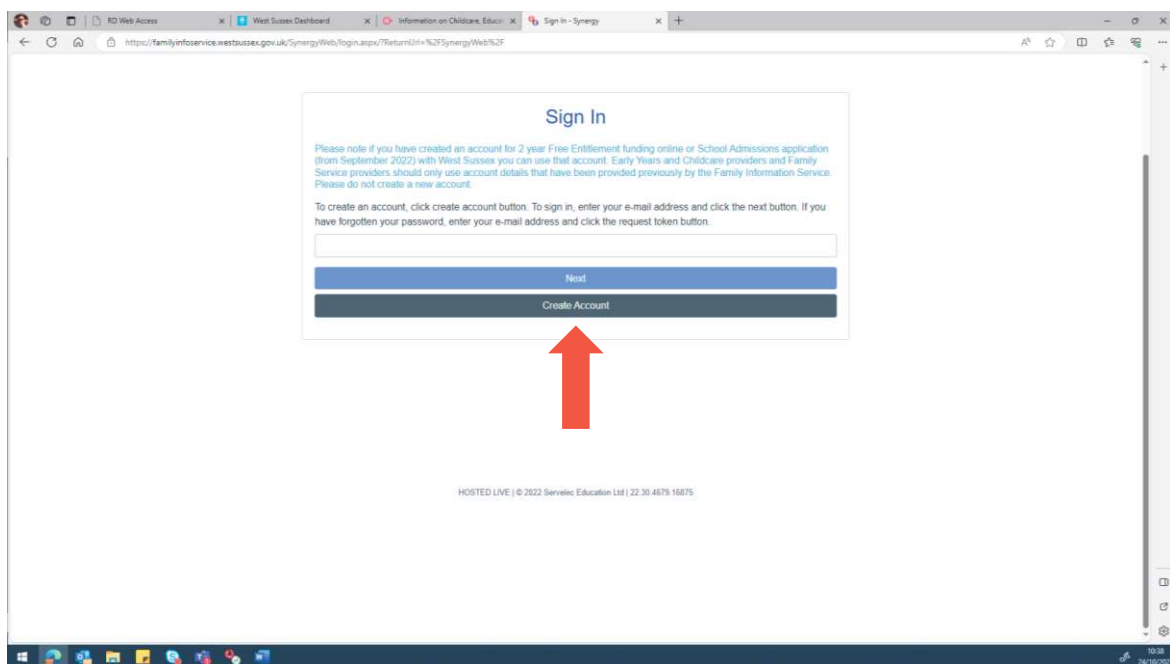 RD Web Access
West Sussex Dashboard
Information on Childcare, Educa
Sign In - Synergy
https://familyinfoservice.westsussex.gov.uk/SynergyWeb/login.aspx/?ReturnUrl=%2FSynergyWeb%2F
Sign In
Please note if you have created an account for 2 year Free Entitlement funding online or School Admissions application
(from September 2022) with West Sussex you can use that account. Early Years and Childcare providers and Family
Service providers should only use account details that have been provided previously by the Family Information Service.
Please do not create a new account.
To create an account, click create account button. To sign in, enter your e-mail address and click the next button. If you
have forgotten your password, enter your e-mail address and click the request token button.
Next
Create Account
HOSTED LIVE | © 2022 Servelec Education Ltd | 22.30.4679.16875
10:38